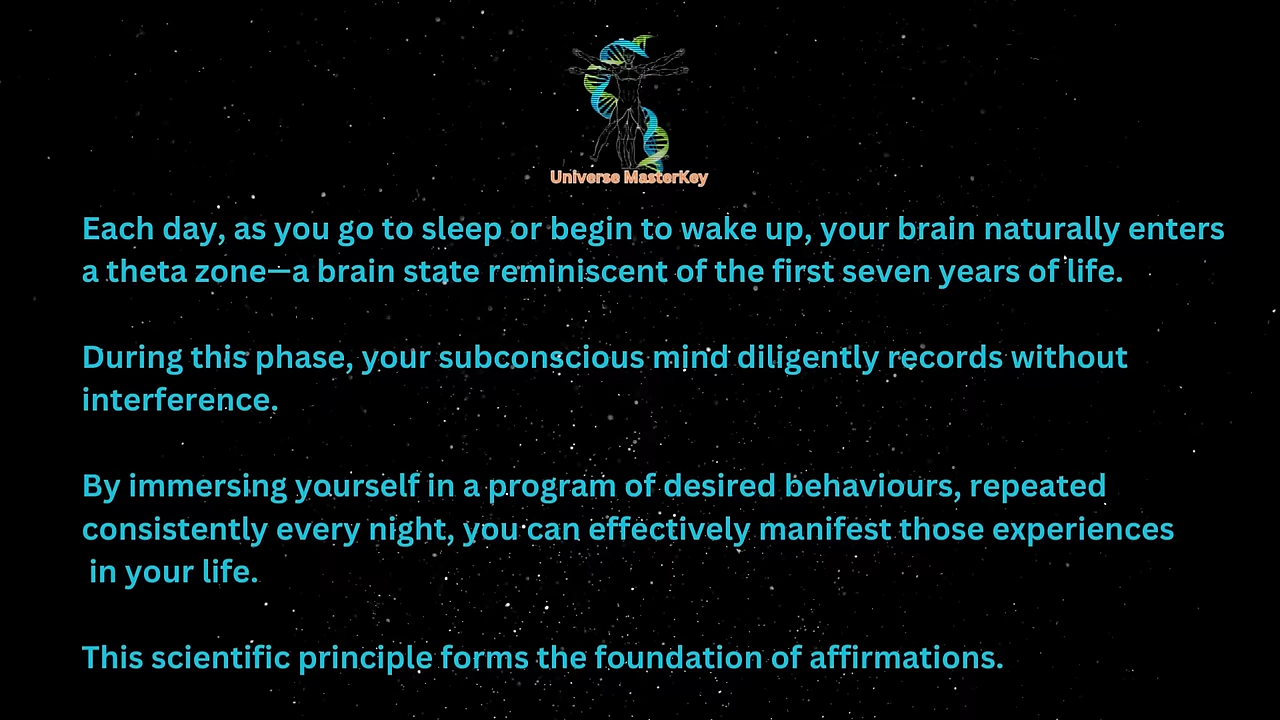 Universe MasterKey
Each day, as you go to sleep or begin to wake up, your brain naturally enters
a theta zone—a brain state reminiscent of the first seven years of life.
During this phase, your subconscious mind diligently records without
interference.
By immersing yourself in a program of desired behaviours, repeated
consistently every night, you can effectively manifest those experiences
in your life.
This scientific principle forms the foundation of affirmations.